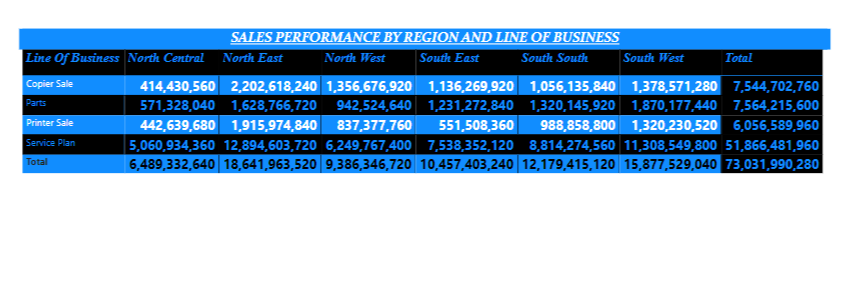 SALES PERFORMANCE BY REGION AND LINE OF BUSINESS
Line Of Business North Central North East North West South East South South South West Total
Copier Sale 414,430,560 2,202,618,240 1,356,676,920 1,136,269,920 1,056,135,840 1,378,571,280 7,544,702,760
Parts 571,328,040 1,628,766,720 942,524,640 1,231,272,840 1,320,145,920 1,870,177,440 7,564,215,600
Printer Sale 442,639,680 1,915,974,840 837,377,760 551,508,360 988,858,800 1,320,230,520 6,056,589,960
Service Plan 5,060,934,360 12,894,603,720 6,249,767,400 7,538,352,120 8,814,274,560 11,308,549,800 51,866,481,960
Total 6,489,332,640 18,641,963,520 9,386,346,720 10,457,403,240 12,179,415,120 15,877,529,040 73,031,990,280